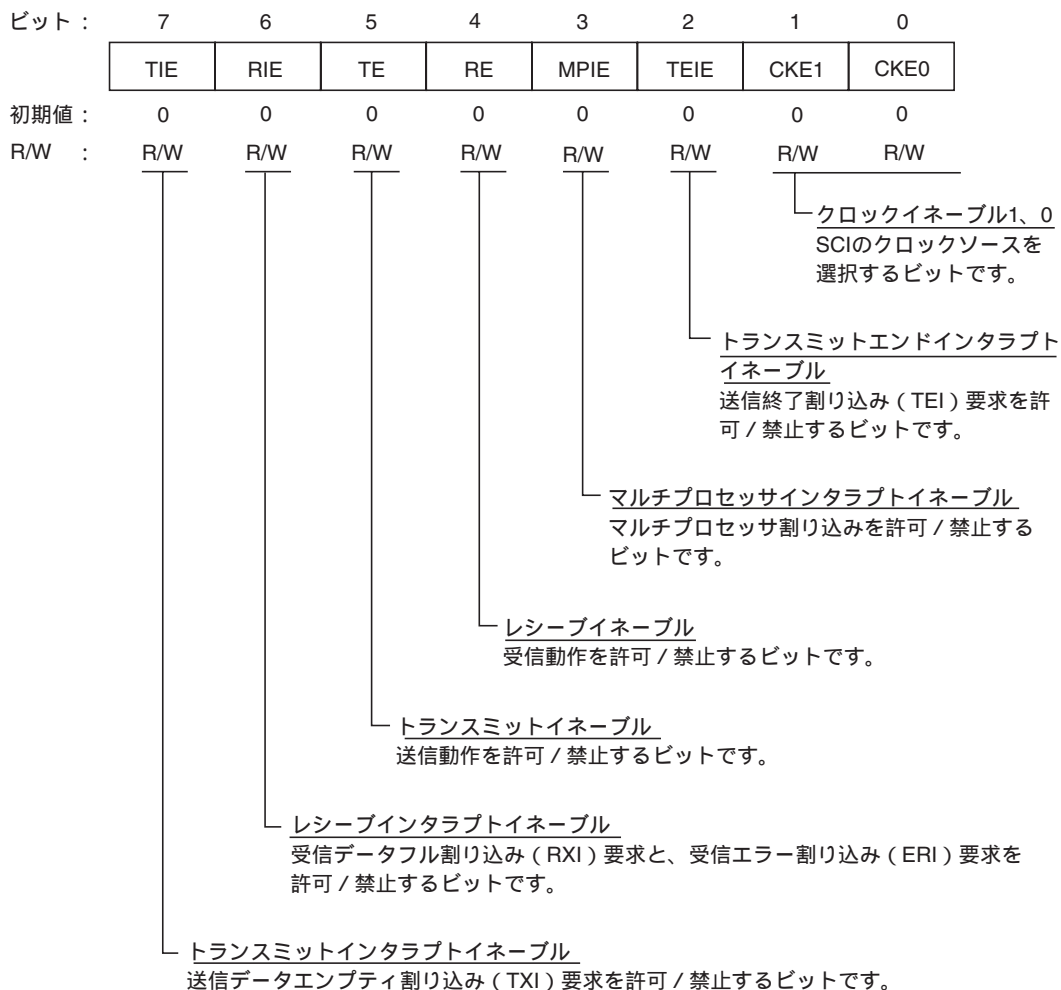 ビット： 7 6 5 4 3 2 1 0
TIE RIE TE RE MPIE TEIE CKE1 CKE0
初期値： 0 0 0 0 0 0 0 0
R/W ： R/W R/W R/W R/W R/W R/W R/W R/W
クロックイネーブル1、0
SCIのクロックソースを
選択するビットです。
トランスミットエンドインタラプト
イネーブル
送信終了割り込み（TEI）要求を許
可／禁止するビットです。
マルチプロセッサインタラプトイネーブル
マルチプロセッサ割り込みを許可／禁止する
ビットです。
レシーブイネーブル
受信動作を許可／禁止するビットです。
トランスミットイネーブル
送信動作を許可／禁止するビットです。
レシーブインタラプトイネーブル
受信データフル割り込み（RXI）要求と、受信エラー割り込み（ERI）要求を
許可／禁止するビットです。
トランスミットインタラプトイネーブル
送信データエンプティ割り込み（TXI）要求を許可／禁止するビットです。